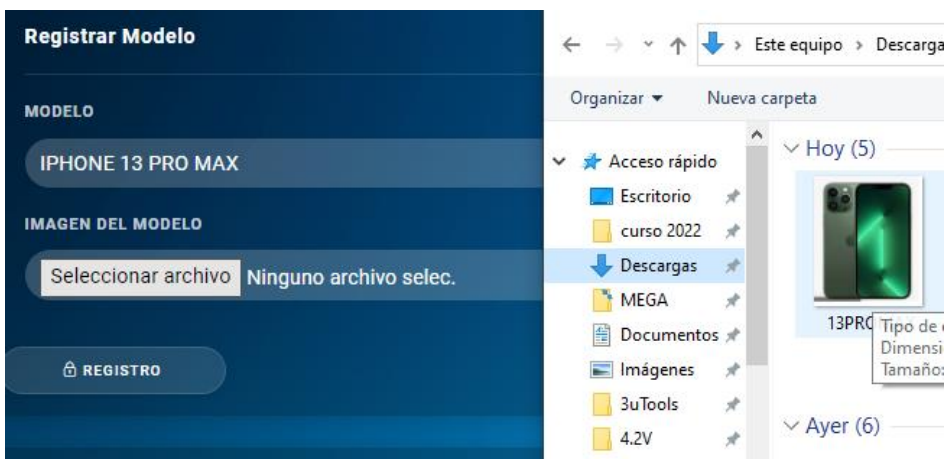 Registrar Modelo
MODELO
IPHONE 13 PRO MAX
IMAGEN DEL MODELO
Seleccionar archivo Ninguno archivo selec.
REGISTRO
Este equipo > Descarga
Organizar Nueva carpeta
Acceso rápido
Escritorio
curso 2022
Descargas
MEGA
Documentos
Imágenes
3uTools
4.2V
Hoy (5)
13PRO
Tipo de
Dimensi
Tamaño:
Ayer (6)